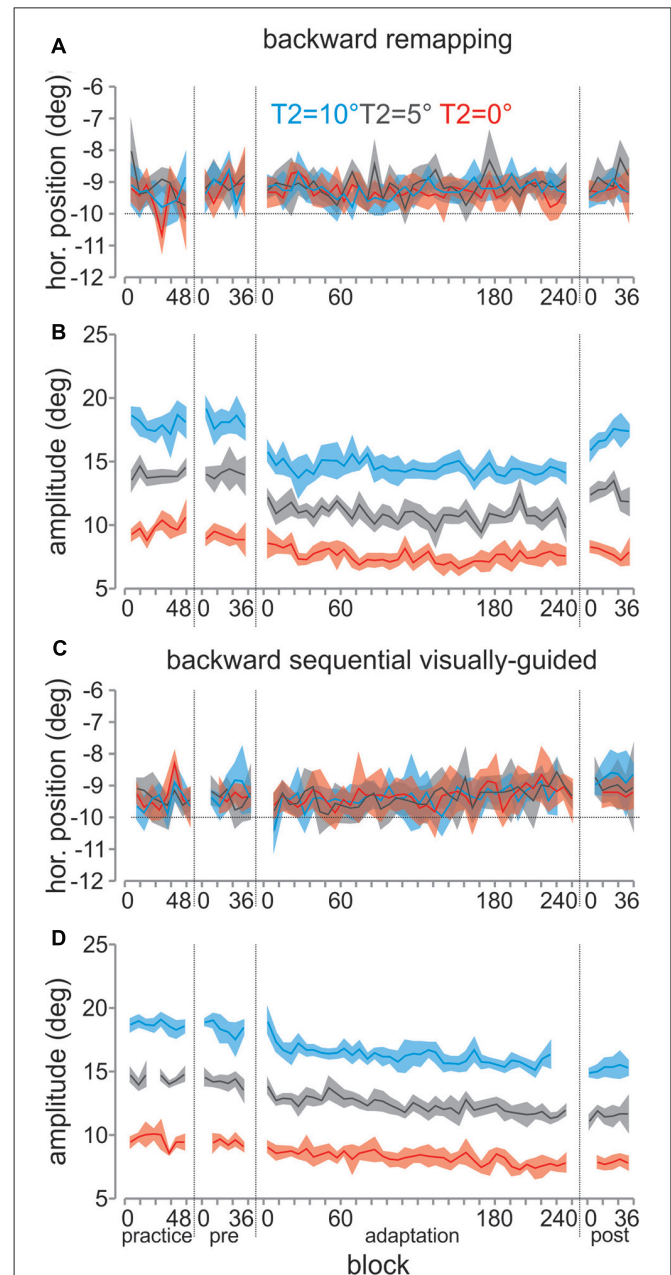 A
backward remapping
T2=10° T2=5° T2=0°
hor. position (deg)
-6
-7
-8
-9
-10
-11
-12
0 48 0 36 0 60 180 240 0 36
B
amplitude (deg)
25
20
15
10
5
0 48 0 36 0 60 180 240 0 36
C
backward sequential visually-guided
hor. position (deg)
-6
-7
-8
-9
-10
-11
-12
0 48 0 36 0 60 180 240 0 36
D
amplitude (deg)
25
20
15
10
5
0 48 0 36 0 60 180 240 0 36
practice pre adaptation post
block